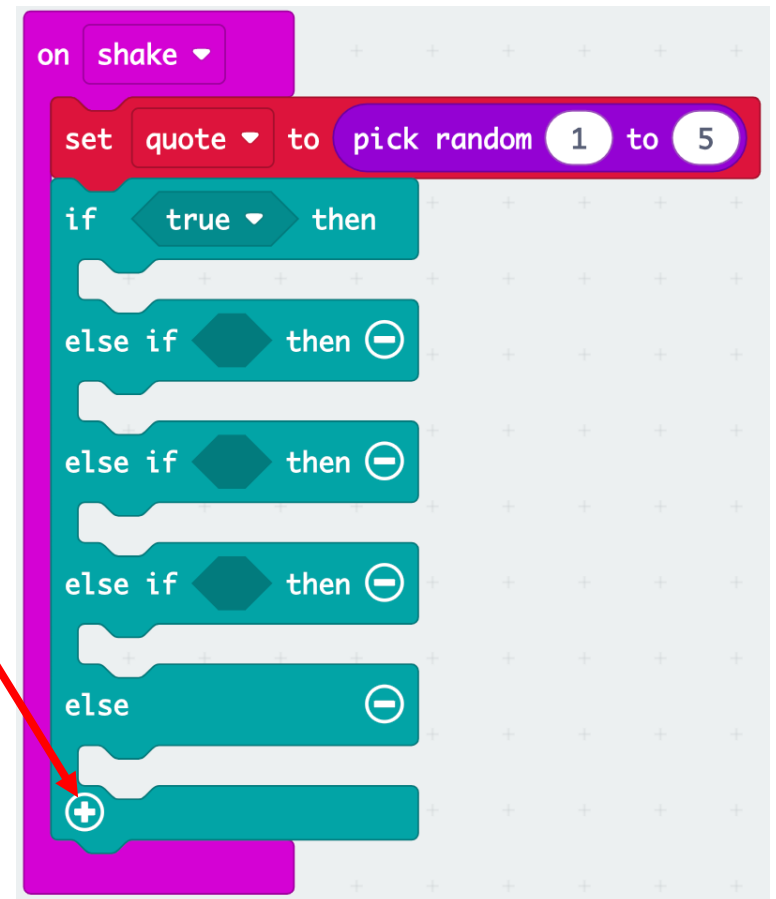 on shake
set quote to pick random 1 to 5
if true then
else if then
else if then
else if then
else